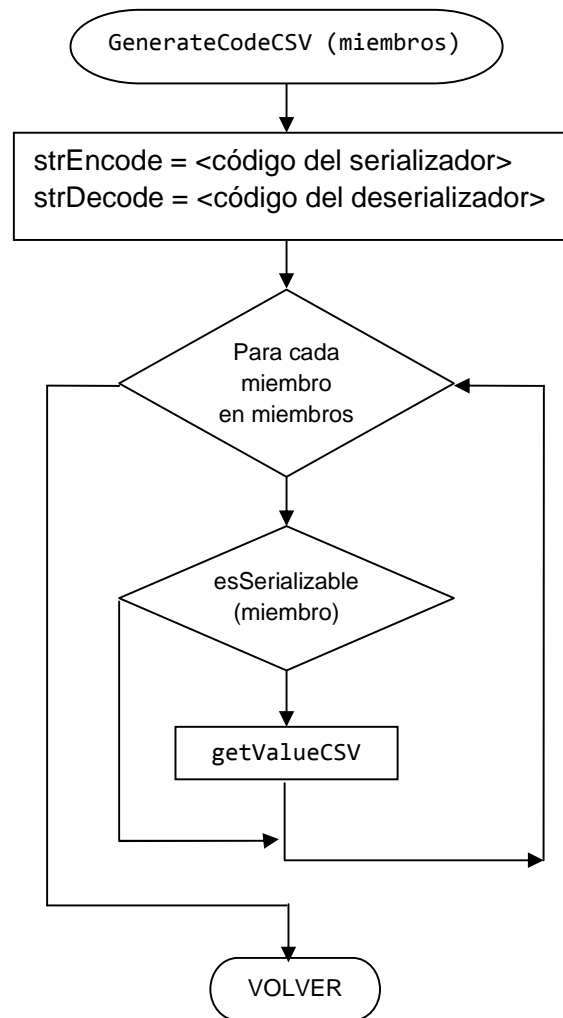 GenerateCodeCSV (miembros)
strEncode = <código del serializador>
strDecode = <código del deserializador>
Para cada
miembro
en miembros
esSerializable
(miembro)
getValueCSV
VOLVER